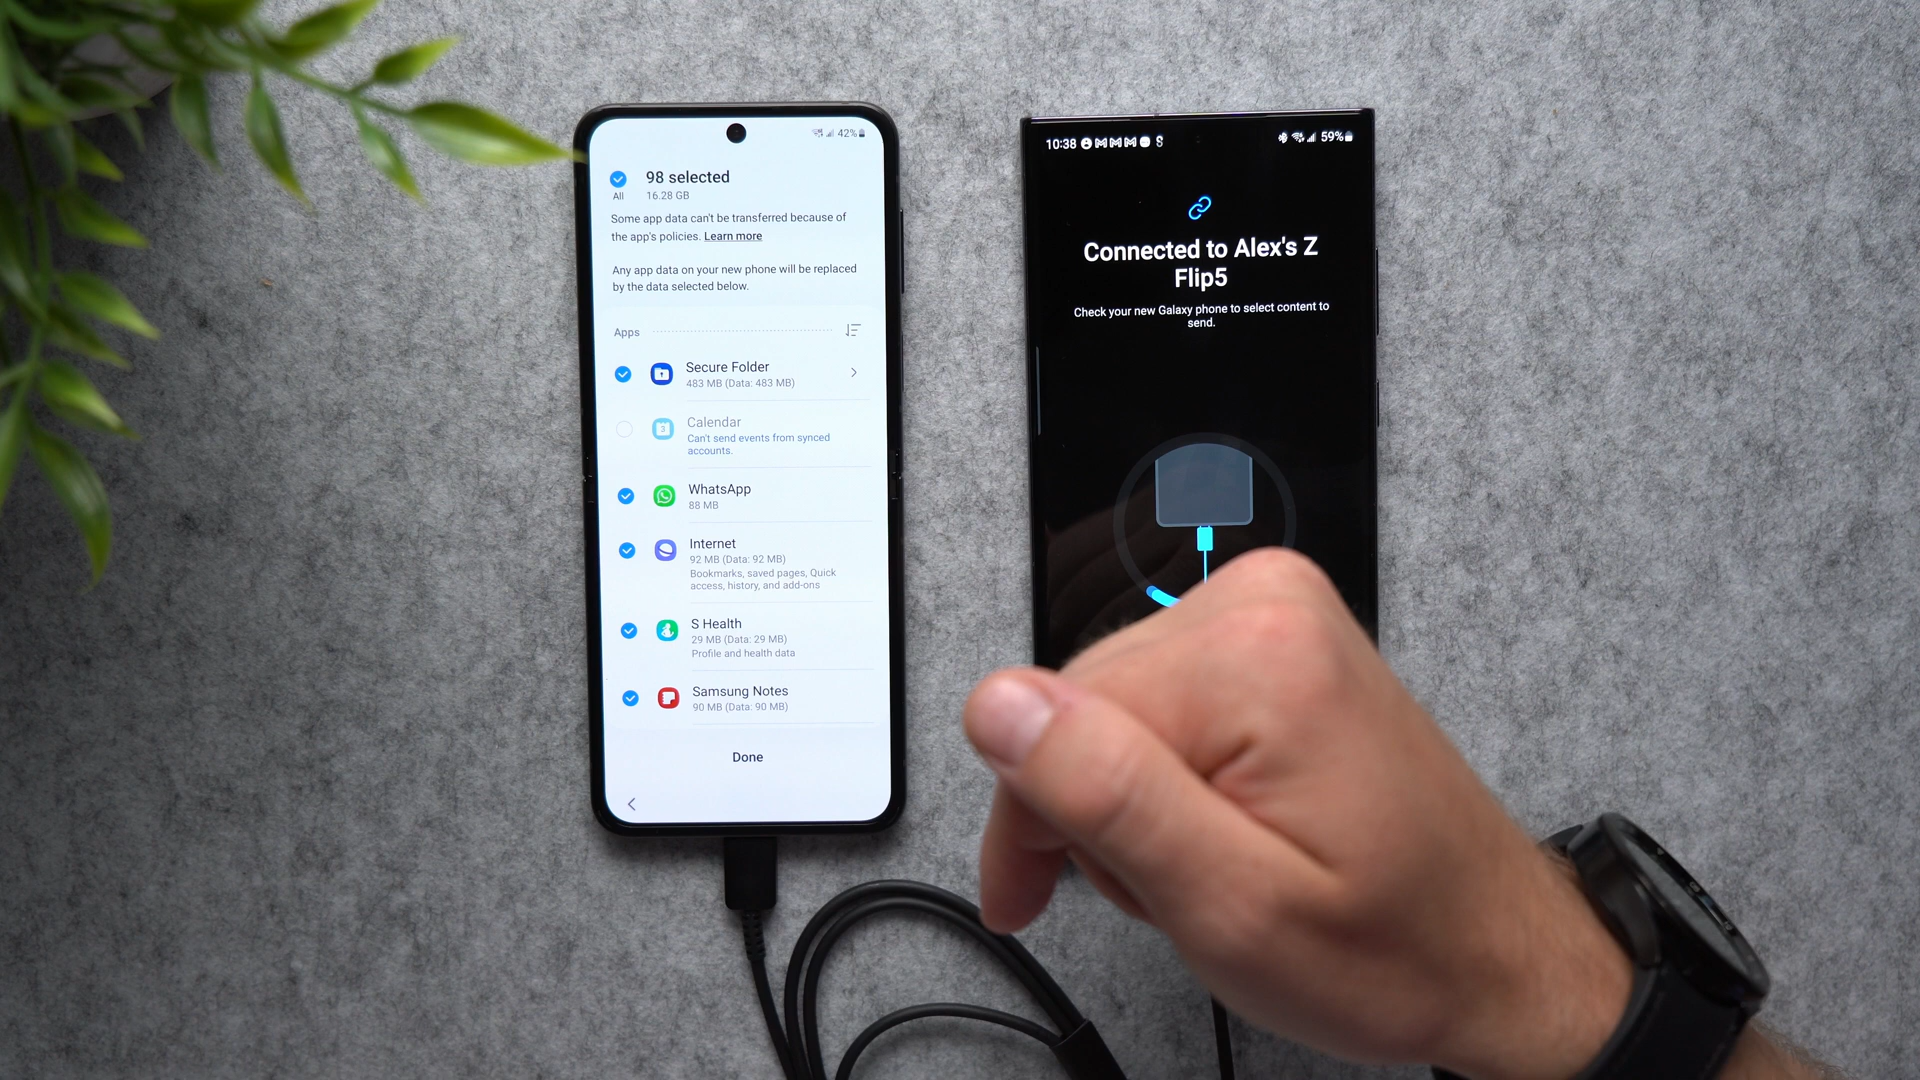 42%
98 selected
All
16.28 GB
Some app data can't be transferred because of
the app's policies. Learn more
Any app data on your new phone will be replaced
by the data selected below.
Apps
Secure Folder
483 MB (Data: 483 MB)
3
Calendar
Can't send events from synced
accounts.
WhatsApp
88 MB
Internet
92 MB (Data: 92 MB)
Bookmarks, saved pages, Quick
access, history, and add-ons
S Health
29 MB (Data: 29 MB)
Profile and health data
Samsung Notes
90 MB (Data: 90 MB)
Done
10:38
59%
Connected to Alex's Z
Flip5
Check your new Galaxy phone to select content to
send.